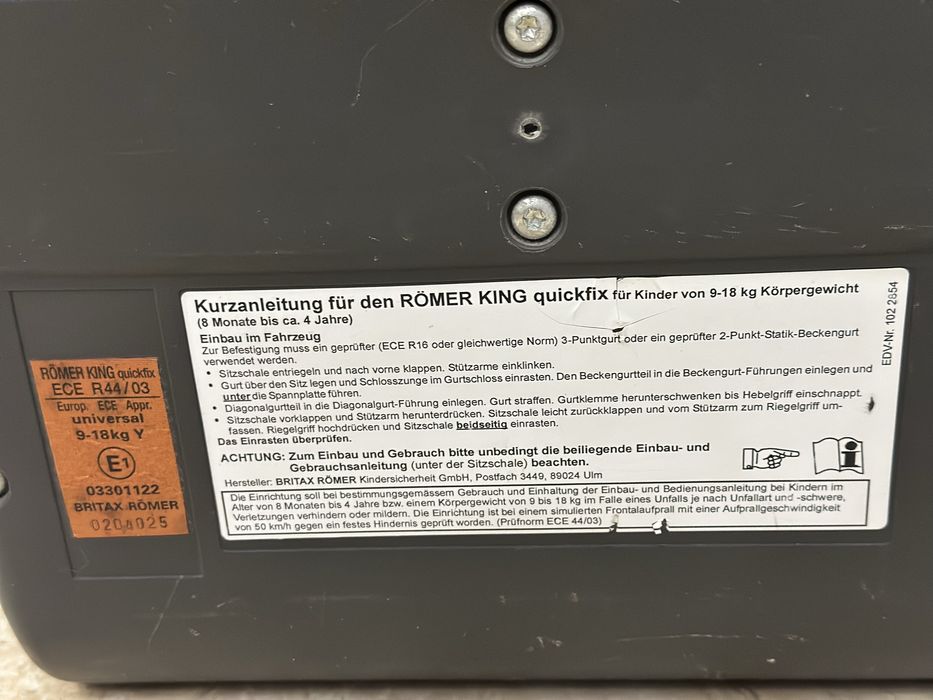 Kurzanleitung für den RÖMER KING quickfix für Kinder von 9-18 kg Körpergewicht
(8 Monate bis ca. 4 Jahre)
Einbau im Fahrzeug
Zur Befestigung muss ein geprüfter (ECE R16 oder gleichwertige Norm) 3-Punktgurt oder ein geprüfter 2-Punkt-Statik-Beckengurt
verwendet werden.
• Sitzschale entriegeln und nach vorne klappen. Stützarme einklinken.
• Gurt über den Sitz legen und Schlosszunge im Gurtschloss einrasten. Den Beckengurtteil in die Beckengurt-Führungen einlegen und
unter die Spannplatte führen.
• Diagonalgurtteil in die Diagonalgurt-Führung einlegen. Gurt straffen. Gurtklemme herunterschwenken bis Hebelgriff einschnappt.
• Sitzschale vorklappen und Stützarm herunterdrücken. Sitzschale leicht zurückklappen und vom Stützarm zum Riegelgriff um-
fassen. Riegelgriff hochdrücken und Sitzschale beidseitig einrasten.
Das Einrasten überprüfen.
ACHTUNG: Zum Einbau und Gebrauch bitte unbedingt die beiliegende Einbau- und
Gebrauchsanleitung (unter der Sitzschale) beachten.
Hersteller: BRITAX RÖMER Kindersicherheit GmbH, Postfach 3449, 89024 Ulm
Die Einrichtung soll bei bestimmungsgemässem Gebrauch und Einhaltung der Einbau- und Bedienungsanleitung bei Kindern im
Alter von 8 Monaten bis 4 Jahre bzw. einem Körpergewicht von 9 bis 18 kg im Falle eines Unfalls je nach Unfallart und -schwere,
Verletzungen verhindern oder mildern. Die Einrichtung ist bei einem simulierten Frontalaufprall mit einer Aufprallgeschwindigkeit
von 50 km/h gegen ein festes Hindernis geprüft worden. (Prüfnorm ECE 44/03)
EDV-Nr. 102 2854
RÖMER KING quickfix
ECE R44/03
Europ. ECE Appr.
universal
9-18kg Y
E1
03301122
BRITAX RÖMER